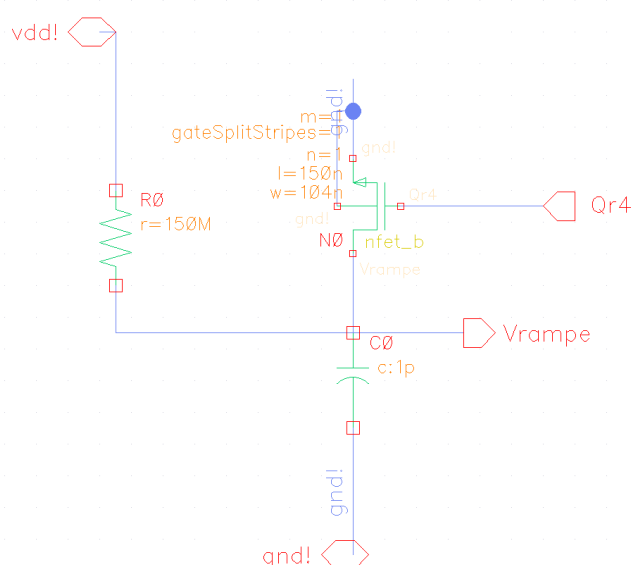 vdd!
gnd!
m=1
gateSplitStripes=
gnd!
n=1
l=150n
w=104n
Qr4
Qr4
gnd!
R0
r=150M
N0
nfet_b
Vrampe
Vrampe
C0
c:1p
gnd!
gnd!